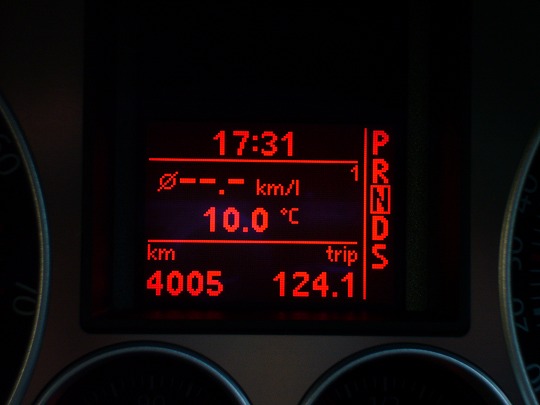 17:31
1
Ø--.- km/l
10.0 °C
km trip
4005 124.1
P
R
N
D
S